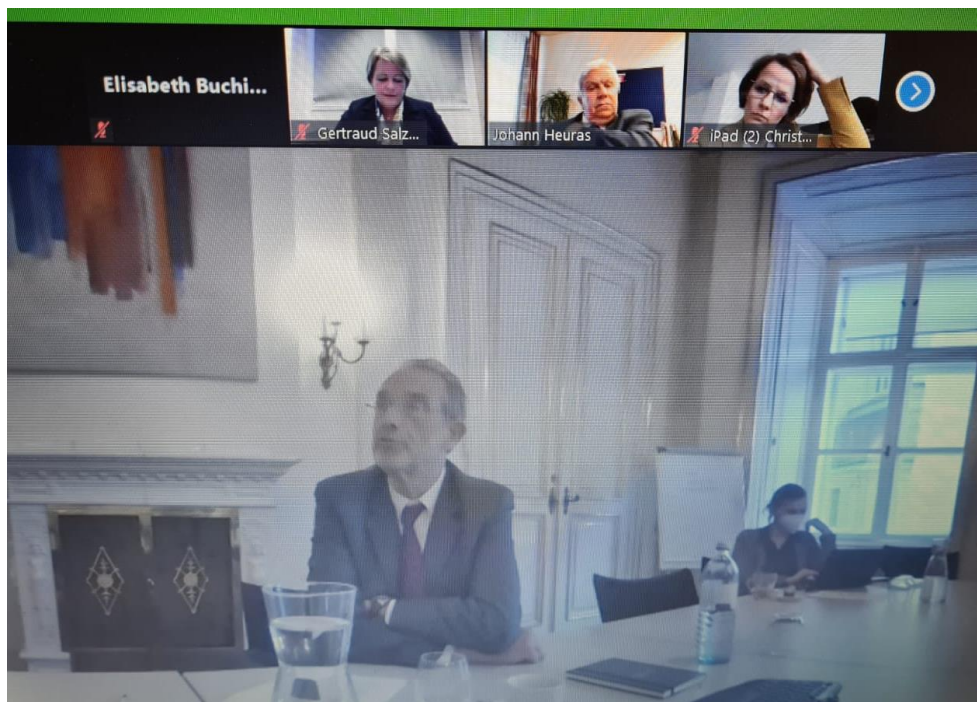 Elisabeth Buchi...
Gertraud Salz...
Johann Heuras
iPad (2) Christ...